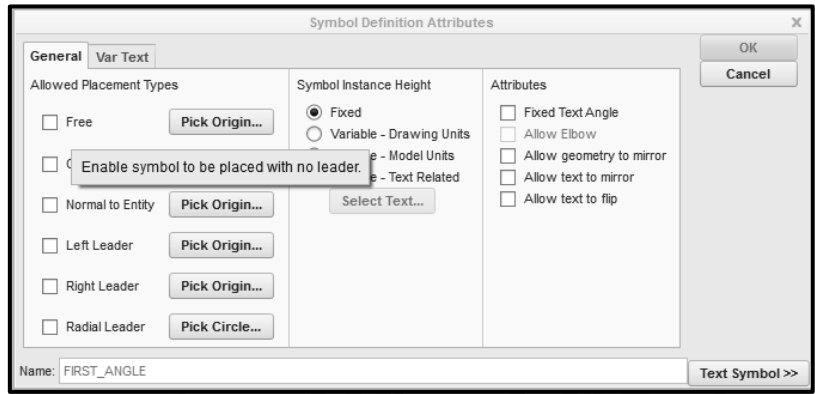 Symbol Definition Attributes X
General Var Text
OK
Cancel
Allowed Placement Types
Free Pick Origin...
Enable symbol to be placed with no leader.
Normal to Entity Pick Origin...
Left Leader Pick Origin...
Right Leader Pick Origin...
Radial Leader Pick Circle...
Symbol Instance Height
Fixed
Variable - Drawing Units
- Model Units
- Text Related
Select Text...
Attributes
Fixed Text Angle
Allow Elbow
Allow geometry to mirror
Allow text to mirror
Allow text to flip
Name: FIRST_ANGLE
Text Symbol >>